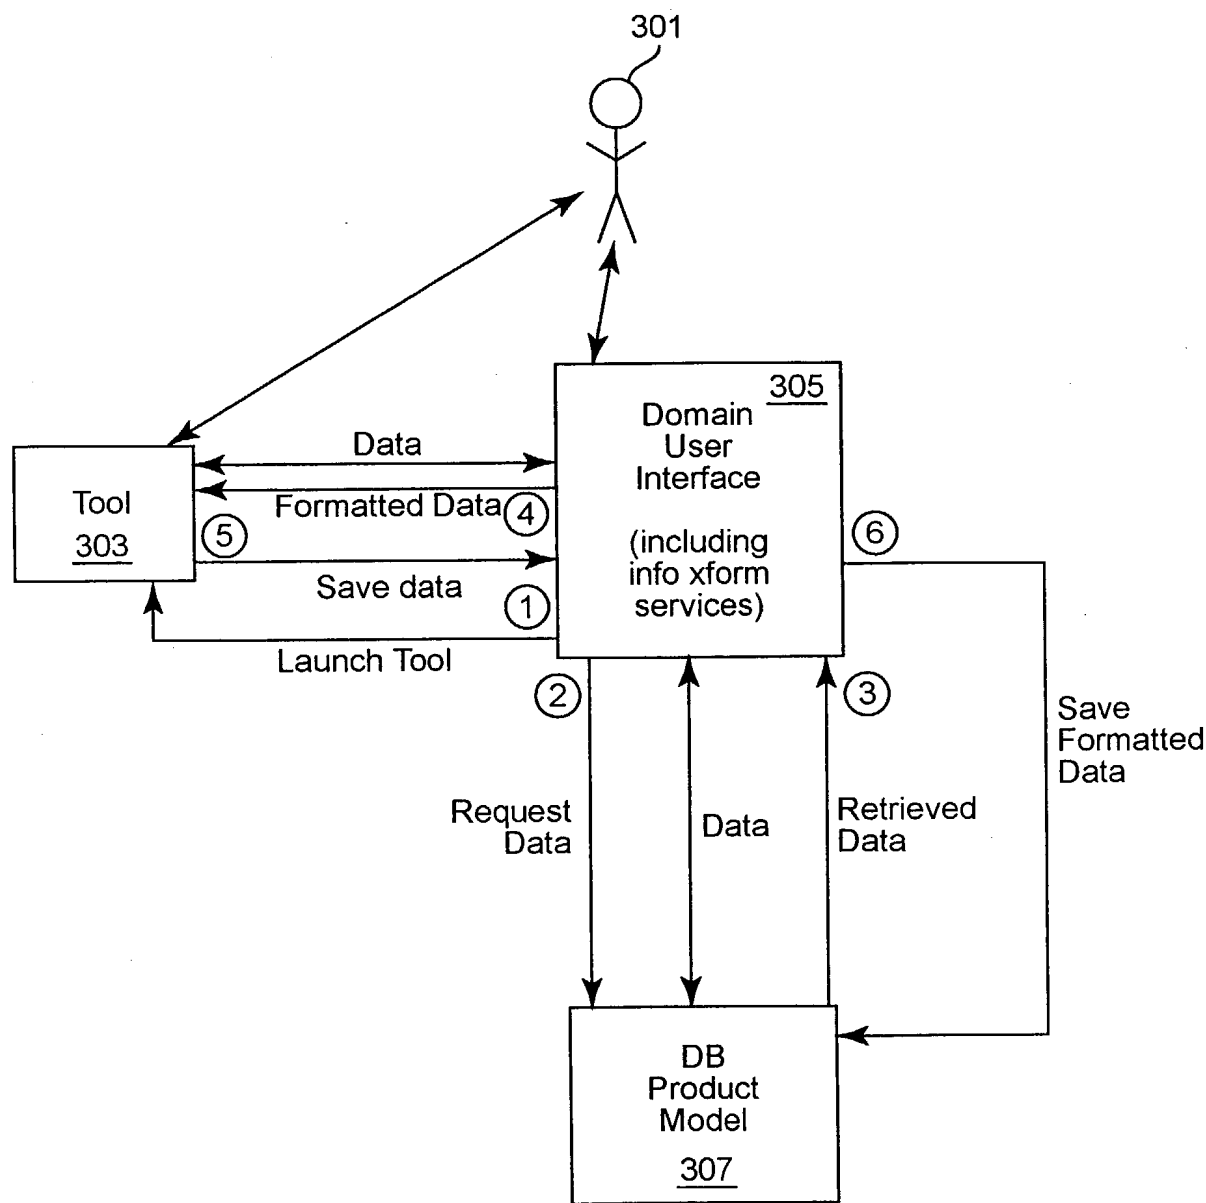 301
305
Domain
User
Interface
(including
info xform
services)
Data
Formatted Data
4
Tool
303
5
Save data
1
Launch Tool
6
2
3
Save
Formatted
Data
Request
Data
Data
Retrieved
Data
DB
Product
Model
307